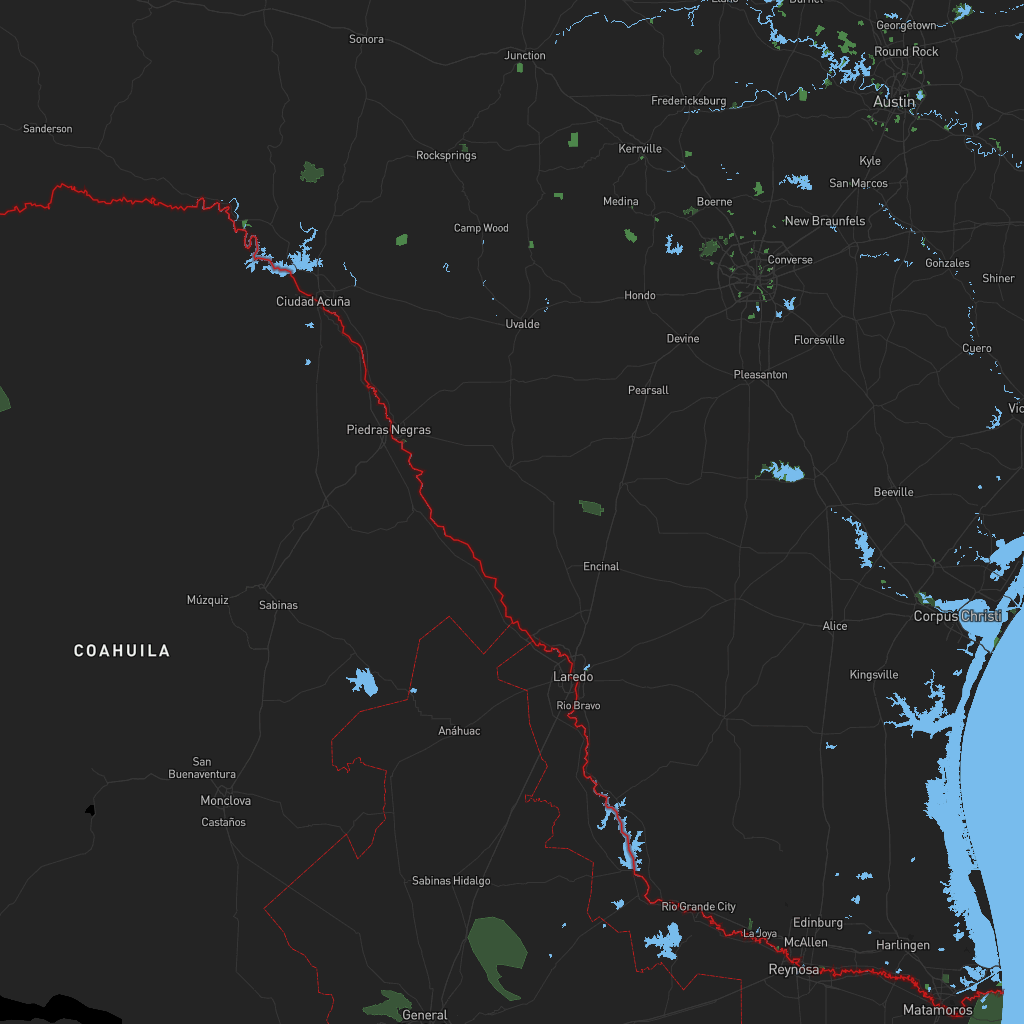 Georgetown
Sonora
Round Rock
Junction
Fredericksburg
Austin
Sanderson
Kerrville
Rocksprings
Kyle
San Marcos
Medina
Boerne
New Braunfels
Camp Wood
Converse
Gonzales
Shiner
Ciudad Acuña
Hondo
Uvalde
Devine
Floresville
Cuero
Pleasanton
Pearsall
Vic
Piedras Negras
Beeville
Encinal
Múzquiz
Sabinas
Corpus Christi
Alice
COAHUILA
Laredo
Kingsville
Rio Bravo
Anáhuac
San
Buenaventura
Monclova
Castaños
Sabinas Hidalgo
Rio Grande City
Edinburg
La Joya
McAllen
Harlingen
Reynosa
Matamoros
General